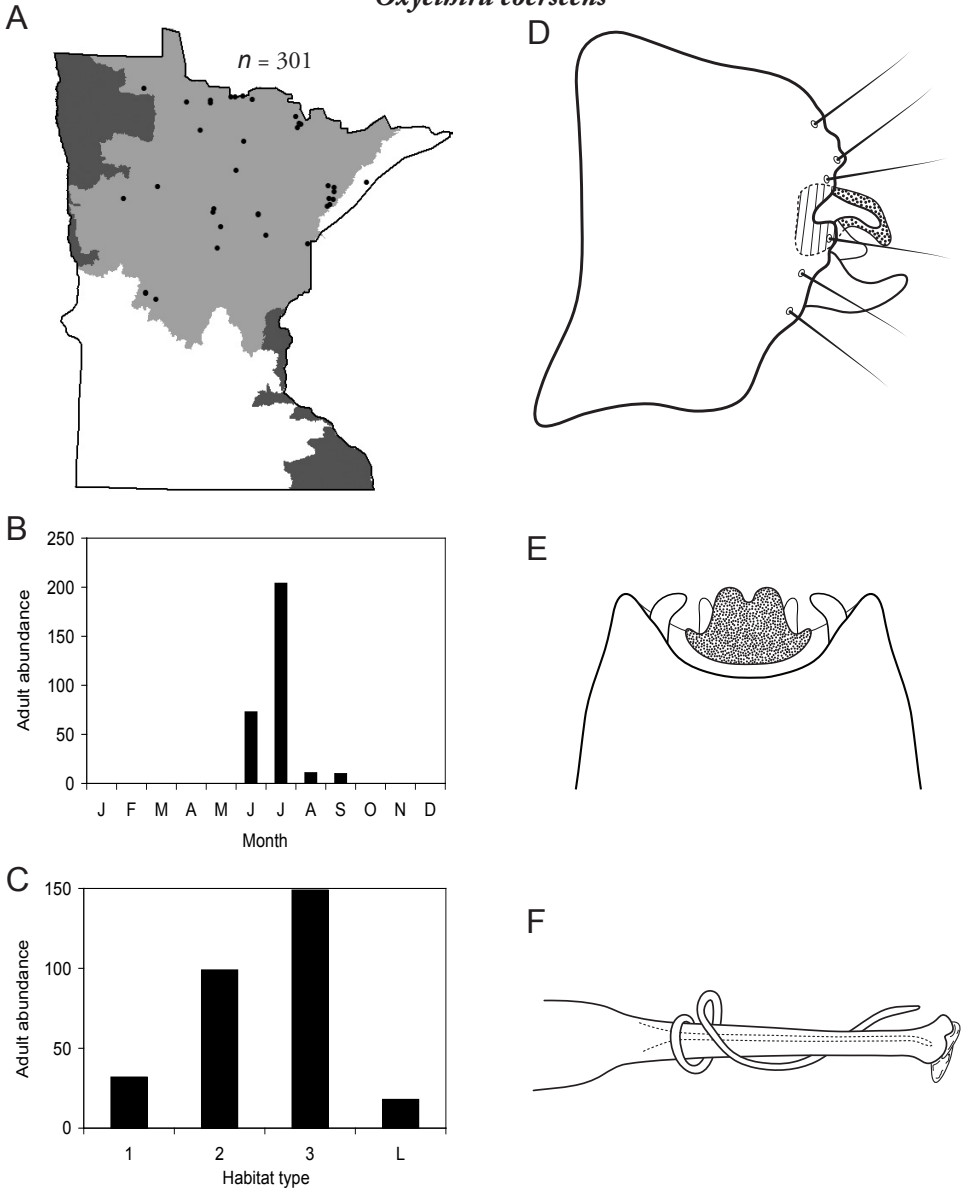 Oxyethira coerscens
A
n = 301
B
250
200
150
100
50
0
Adult abundance
J F M A M J J A S O N D
Month
C
150
100
50
0
Adult abundance
1 2 3 L
Habitat type
D
E
F